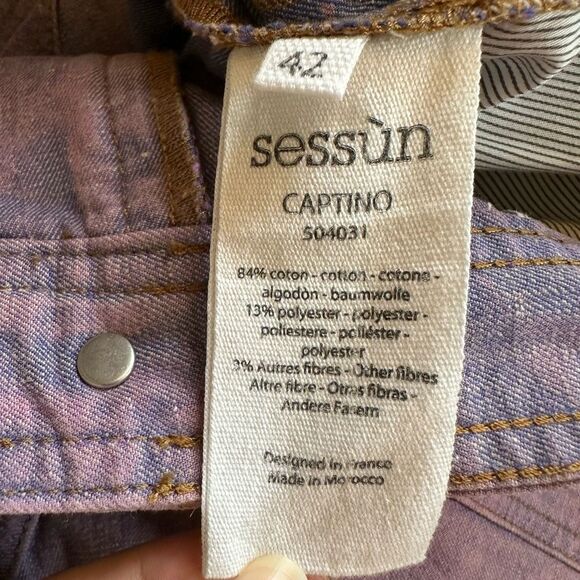 42
sessùn
CAPTINO
504031
84% coton - cotton - cotone -
algodòn - baumwolle
13% polyester - polyester -
poliestere - poliéster -
polyester
3% Autres fibres - Other fibres
Altre fibre - Otras fibras -
Andere Fasern
Designed in France
Made in Morocco